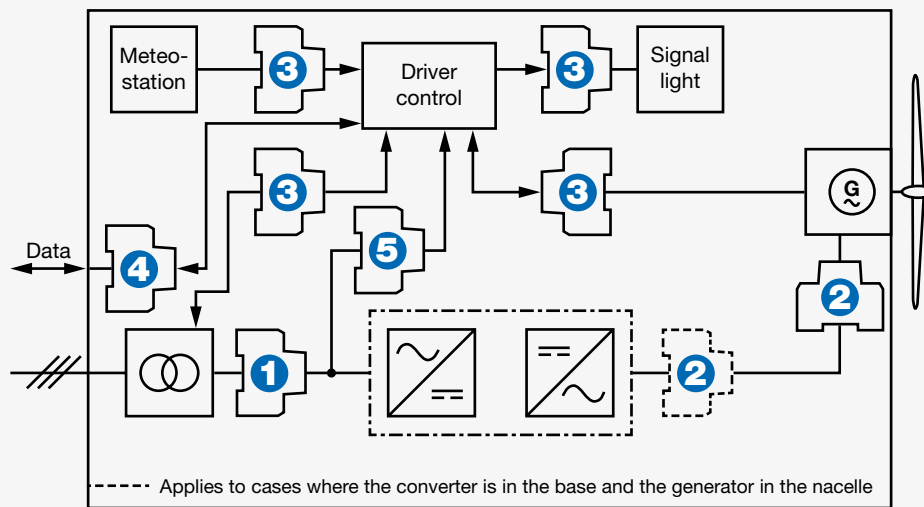 Meteo-
station
3
Driver
control
3
Signal
light
3
3
G
5
Data
4
2
1
2
Applies to cases where the converter is in the base and the generator in the nacelle